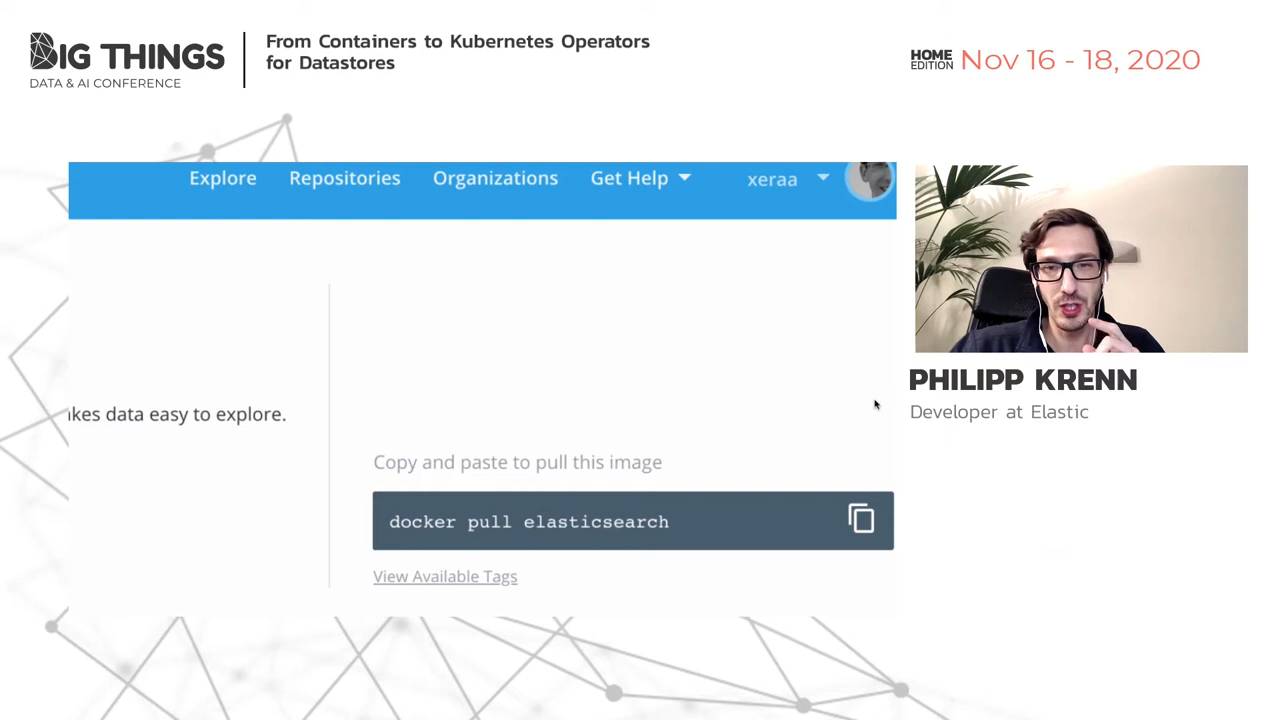 BIG THINGS
DATA & AI CONFERENCE
From Containers to Kubernetes Operators
for Datastores
HOME
EDITION
Nov 16 - 18, 2020
Explore
Repositories
Organizations
Get Help
xeraa
kes data easy to explore.
Copy and paste to pull this image
docker pull elasticsearch
View Available Tags
PHILIPP KRENN
Developer at Elastic